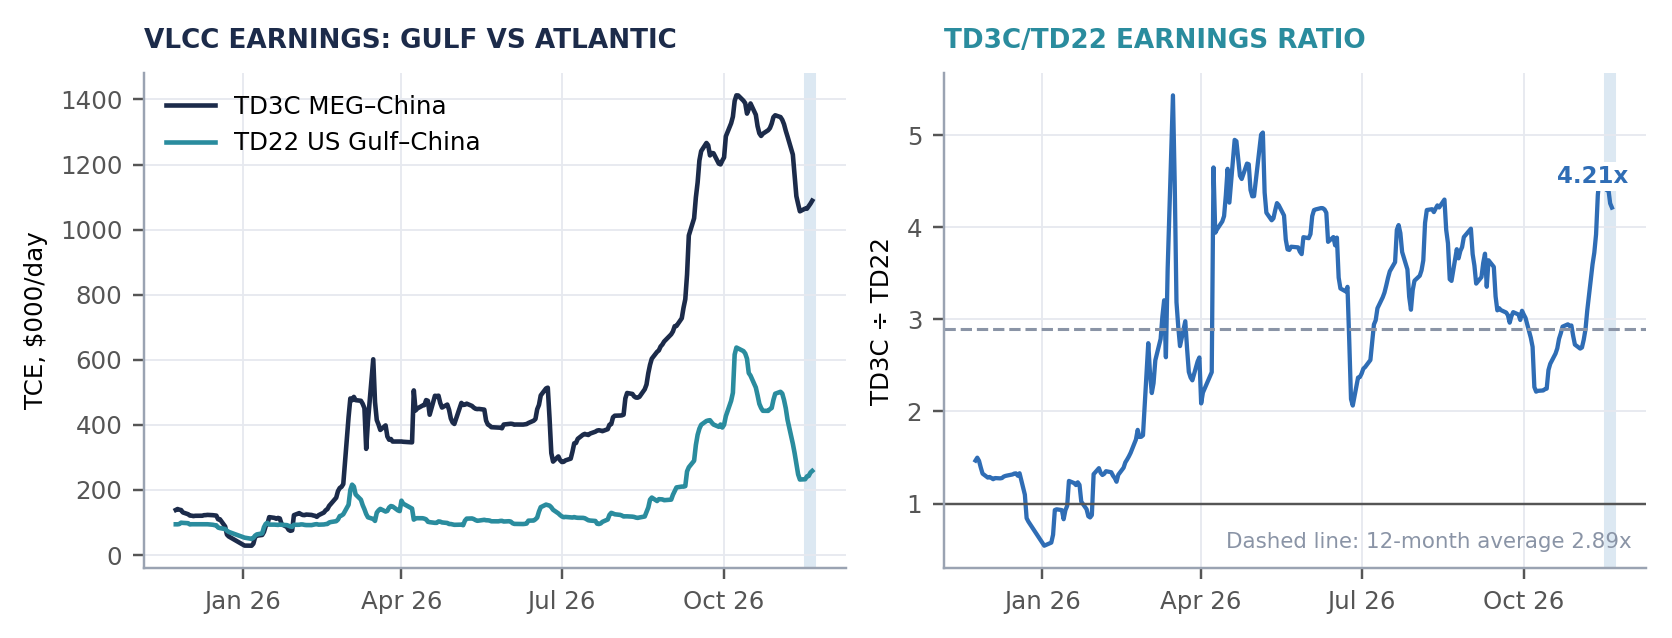 VLCC EARNINGS: GULF VS ATLANTIC
TCE, $000/day
1400
1200
1000
800
600
400
200
0
TD3C MEG–China
TD22 US Gulf–China
Jan 26
Apr 26
Jul 26
Oct 26
TD3C/TD22 EARNINGS RATIO
TD3C ÷ TD22
5
4
3
2
1
4.21x
Dashed line: 12-month average 2.89x
Jan 26
Apr 26
Jul 26
Oct 26